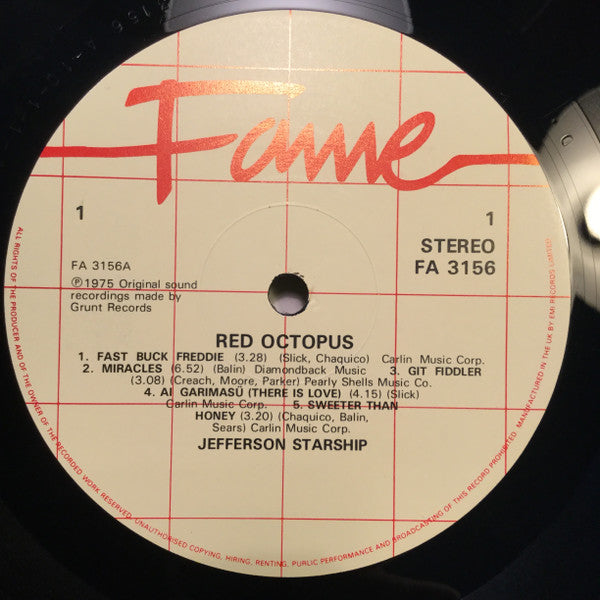 Fame
1
1
STEREO
FA 3156
FA 3156A
Ⓟ1975 Original sound
recordings made by
Grunt Records
RED OCTOPUS
1. FAST BUCK FREDDIE (3.28) (Slick, Chaquico) Carlin Music Corp.
2. MIRACLES (6.52) (Balin) Diamondback Music 3. GIT FIDDLER
(3.08) (Creach, Moore, Parker) Pearly Shells Music Co.
4. AI GARIMASŪ (THERE IS LOVE) (4.15) (Slick)
Carlin Music Corp. 5. SWEETER THAN
HONEY (3.20) (Chaquico, Balin,
Sears) Carlin Music Corp.
JEFFERSON STARSHIP
ALL RIGHTS OF THE PRODUCER AND OF THE OWNER OF THE RECORDED WORK RESERVED. UNAUTHORISED COPYING, HIRING, RENTING, PUBLIC PERFORMANCE AND BROADCASTING OF THIS RECORD PROHIBITED. MANUFACTURED IN THE UK BY EMI RECORDS LIMITED